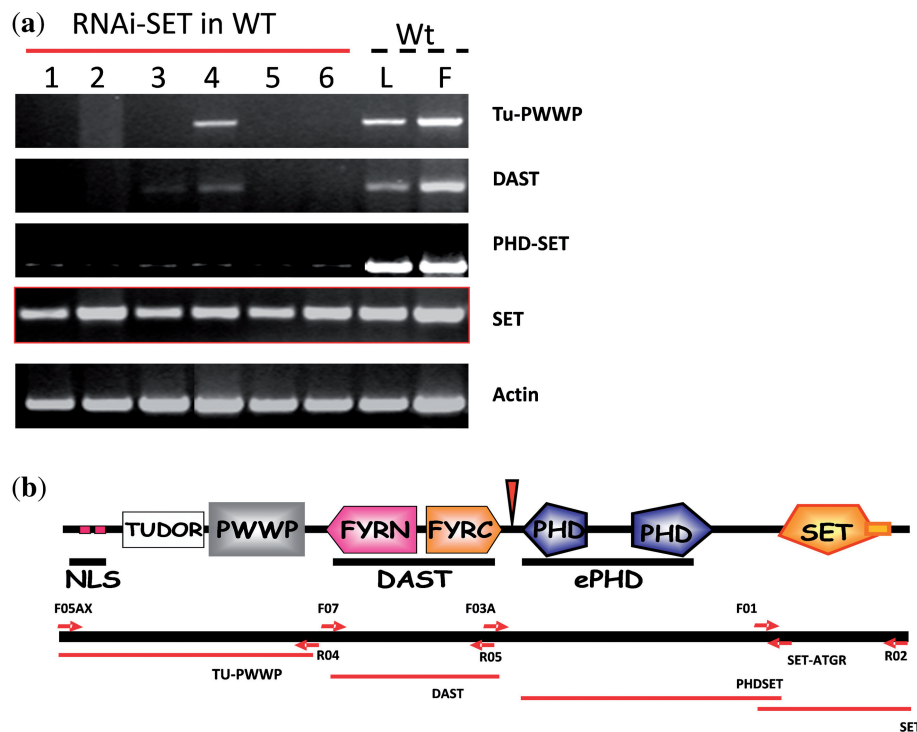 (a)
RNAi-SET in WT
Wt
1 2 3 4 5 6 L F
Tu-PWWP
DAST
PHD-SET
SET
Actin
(b)
TUDOR PWWP FYRN FYRC PHD PHD SET
NLS DAST ePHD
F05AX F07 F03A F01
R04 R05 SET-ATGR R02
TU-PWWP
DAST
PHDSET
SET